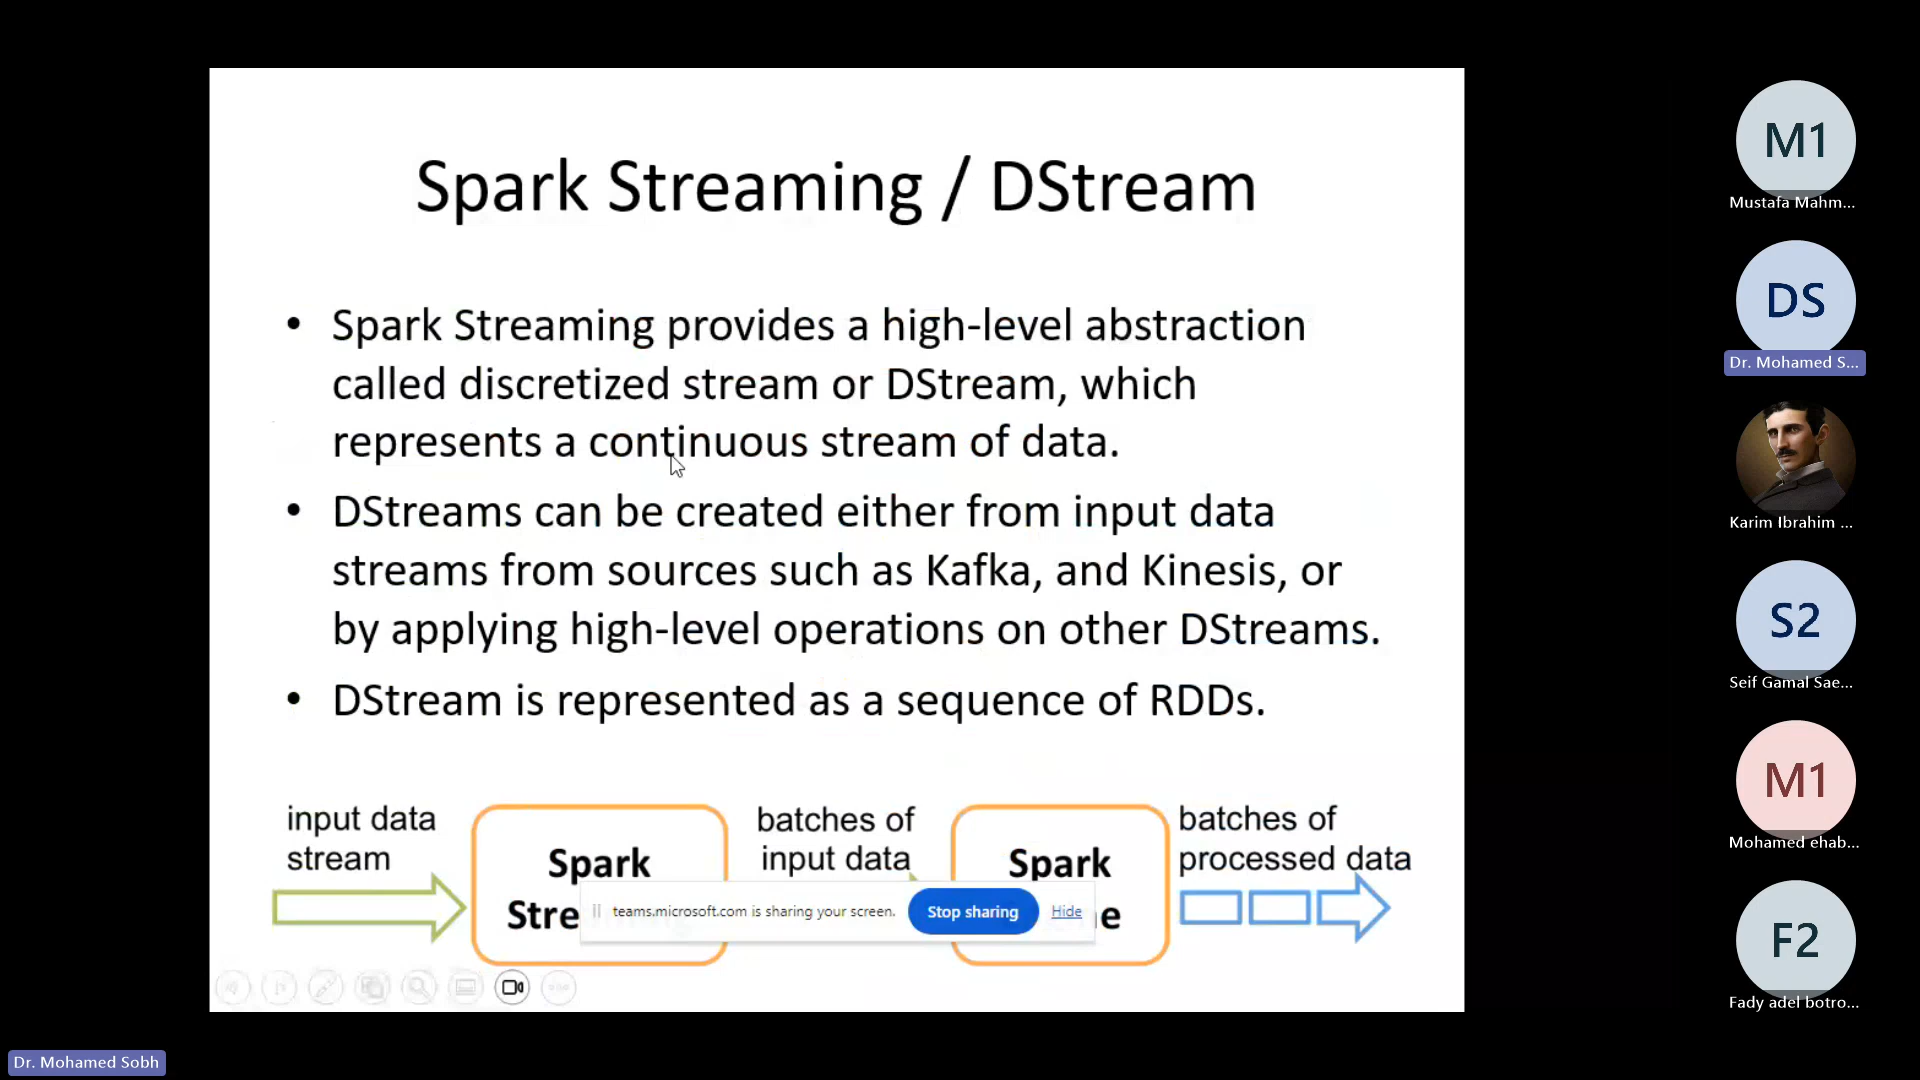 Spark Streaming / DStream
• Spark Streaming provides a high-level abstraction
called discretized stream or DStream, which
represents a continuous stream of data.
• DStreams can be created either from input data
streams from sources such as Kafka, and Kinesis, or
by applying high-level operations on other DStreams.
• DStream is represented as a sequence of RDDs.
input data
stream
Spark
Stre
batches of
input data
Spark
e
batches of
processed data
teams.microsoft.com is sharing your screen.
Stop sharing
Hide
M1
Mustafa Mahm...
DS
Dr. Mohamed S...
Karim Ibrahim ...
S2
Seif Gamal Sae...
M1
Mohamed ehab...
F2
Fady adel botro...
Dr. Mohamed Sobh